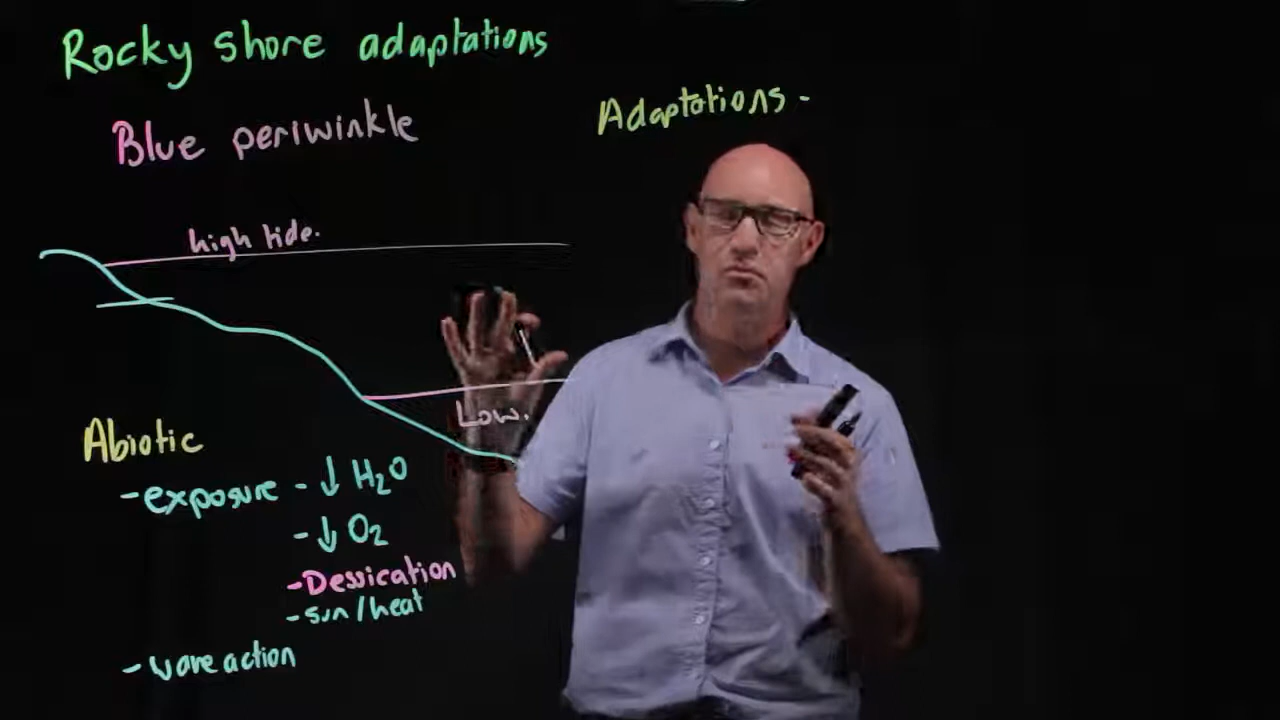 Rocky shore adaptations
Blue periwinkle
Adaptations -
high tide.
Low.
Abiotic
- exposure - ↓ H₂O
- ↓ O₂
- Dessication
- sun/heat
- wave action